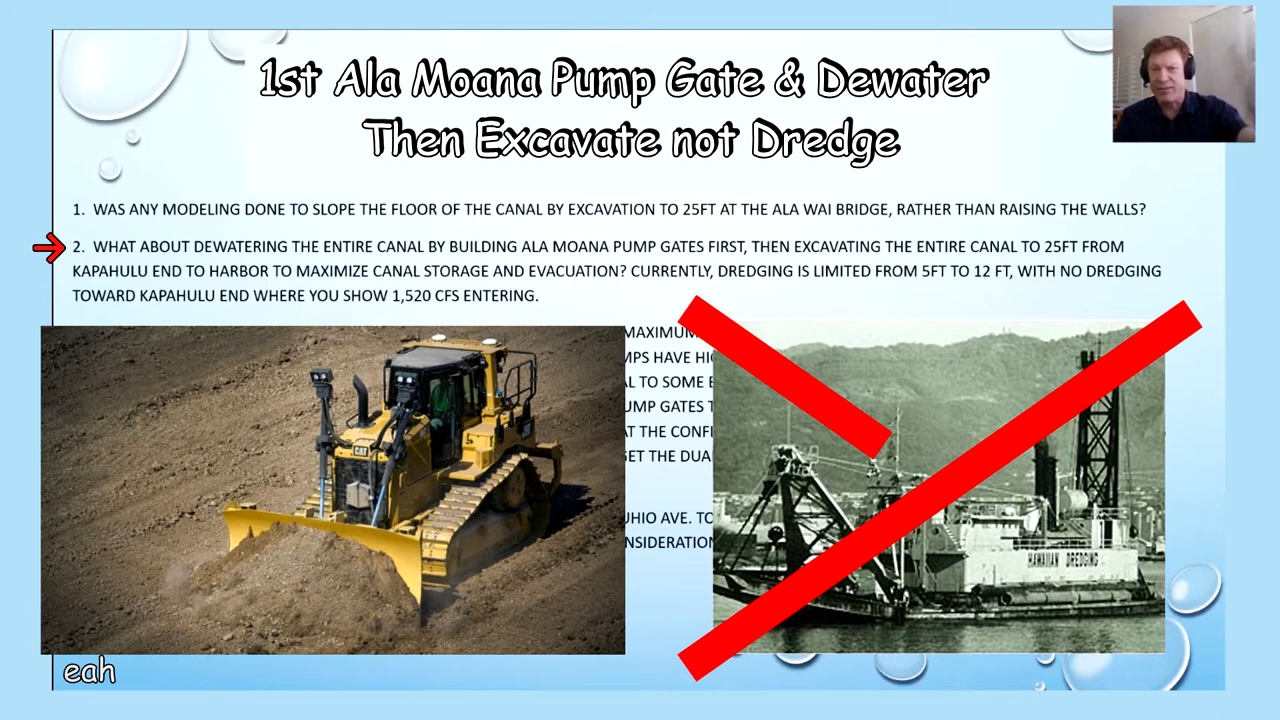 1st Ala Moana Pump Gate & Dewater
Then Excavate not Dredge
1. WAS ANY MODELING DONE TO SLOPE THE FLOOR OF THE CANAL BY EXCAVATION TO 25FT AT THE ALA WAI BRIDGE, RATHER THAN RAISING THE WALLS?
2. WHAT ABOUT DEWATERING THE ENTIRE CANAL BY BUILDING ALA MOANA PUMP GATES FIRST, THEN EXCAVATING THE ENTIRE CANAL TO 25FT FROM
KAPAHULU END TO HARBOR TO MAXIMIZE CANAL STORAGE AND EVACUATION? CURRENTLY, DREDGING IS LIMITED FROM 5FT TO 12 FT, WITH NO DREDGING
TOWARD KAPAHULU END WHERE YOU SHOW 1,520 CFS ENTERING.
MAXIMUM
MPS HAVE
AL TO SOME
UMP GATES
AT THE
GET THE
UHIO AVE. TO
CAT
HAWAIIAN DREDGING
eah